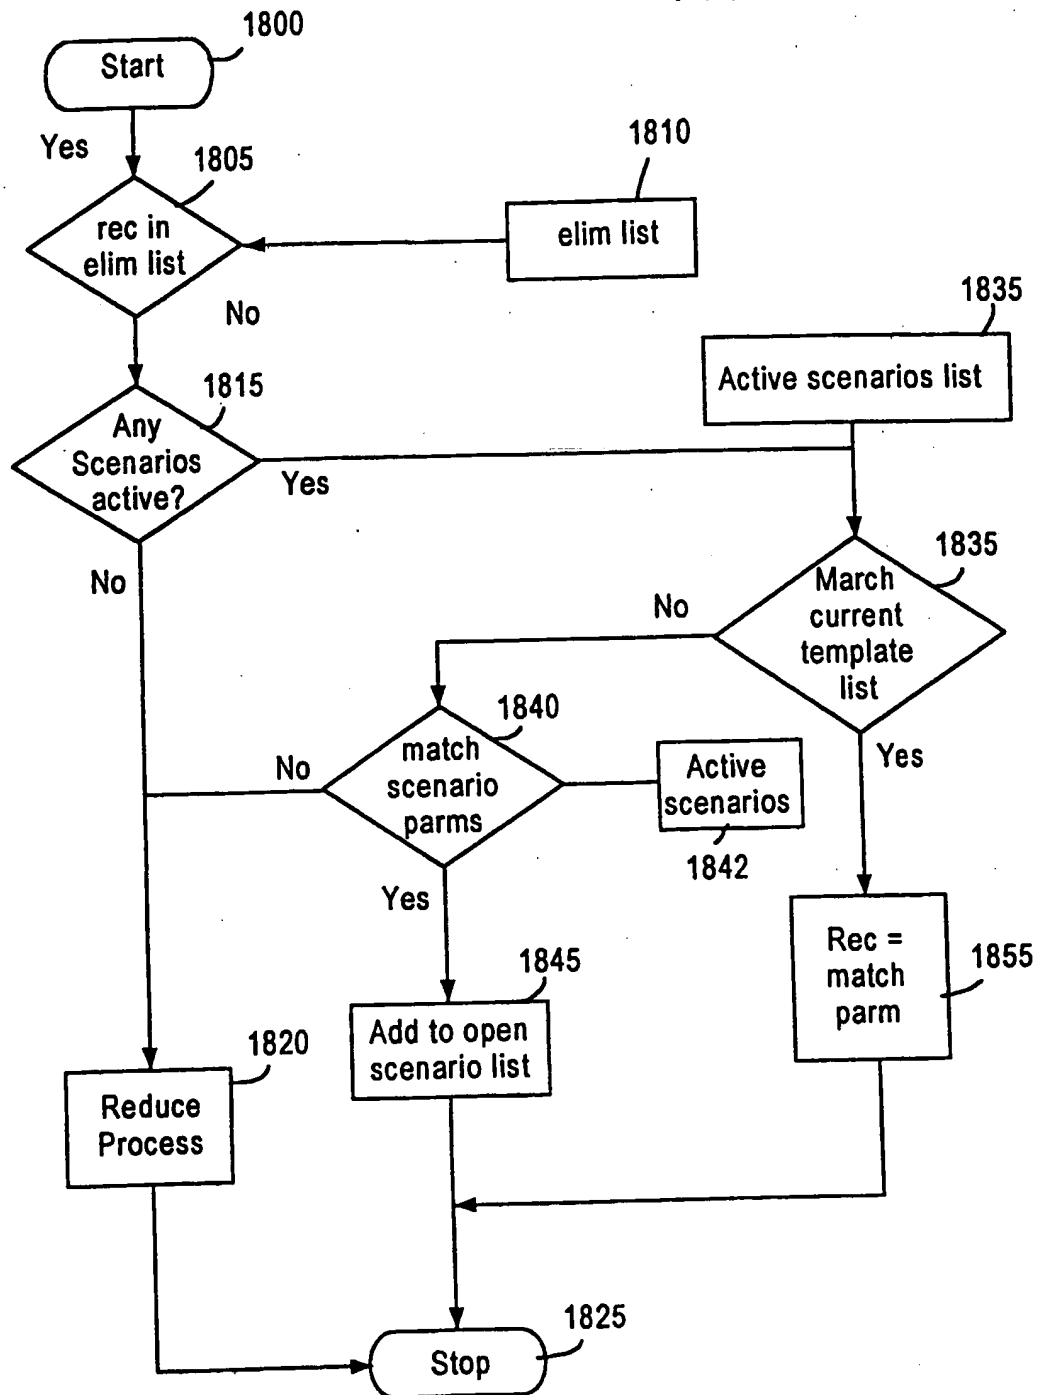 1800
Start
Yes
1805
1810
rec in
elim list
elim list
No
1835
1815
Active scenarios list
Any
Scenarios
active?
Yes
No
1835
March
current
template
list
No
1840
match
scenario
parms
No
Active
scenarios
1842
Yes
Yes
Rec =
match
parm
1855
1845
Add to open
scenario list
1820
Reduce
Process
1825
Stop